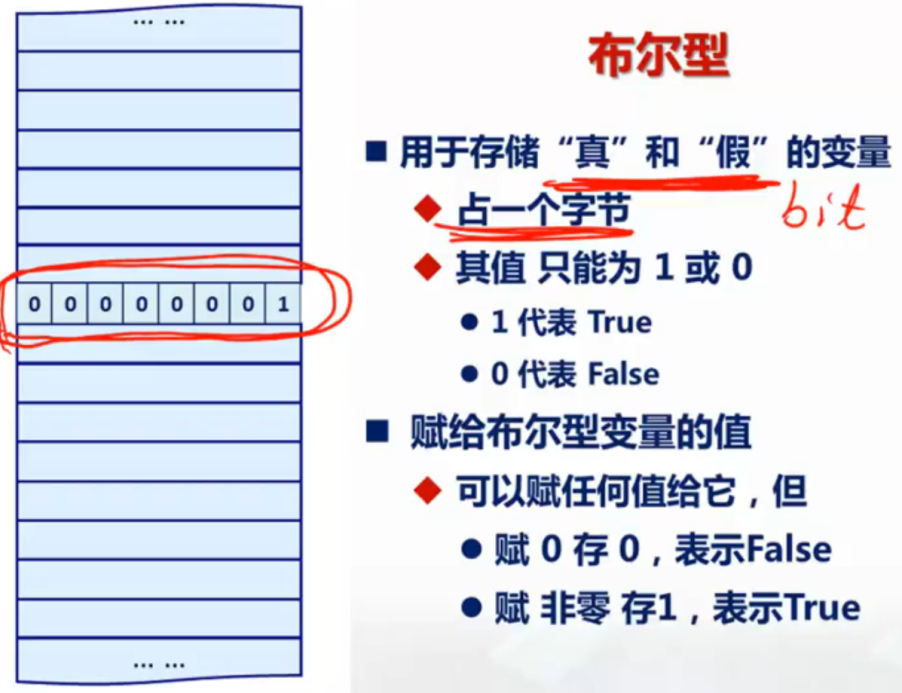 ... ...
0 0 0 0 0 0 0 1
... ...
布尔型
■ 用于存储“真”和“假”的变量
◆ 占一个字节
bit
◆ 其值 只能为 1 或 0
● 1 代表 True
● 0 代表 False
■ 赋给布尔型变量的值
◆ 可以赋任何值给它，但
● 赋 0 存 0，表示False
● 赋 非零 存1，表示True